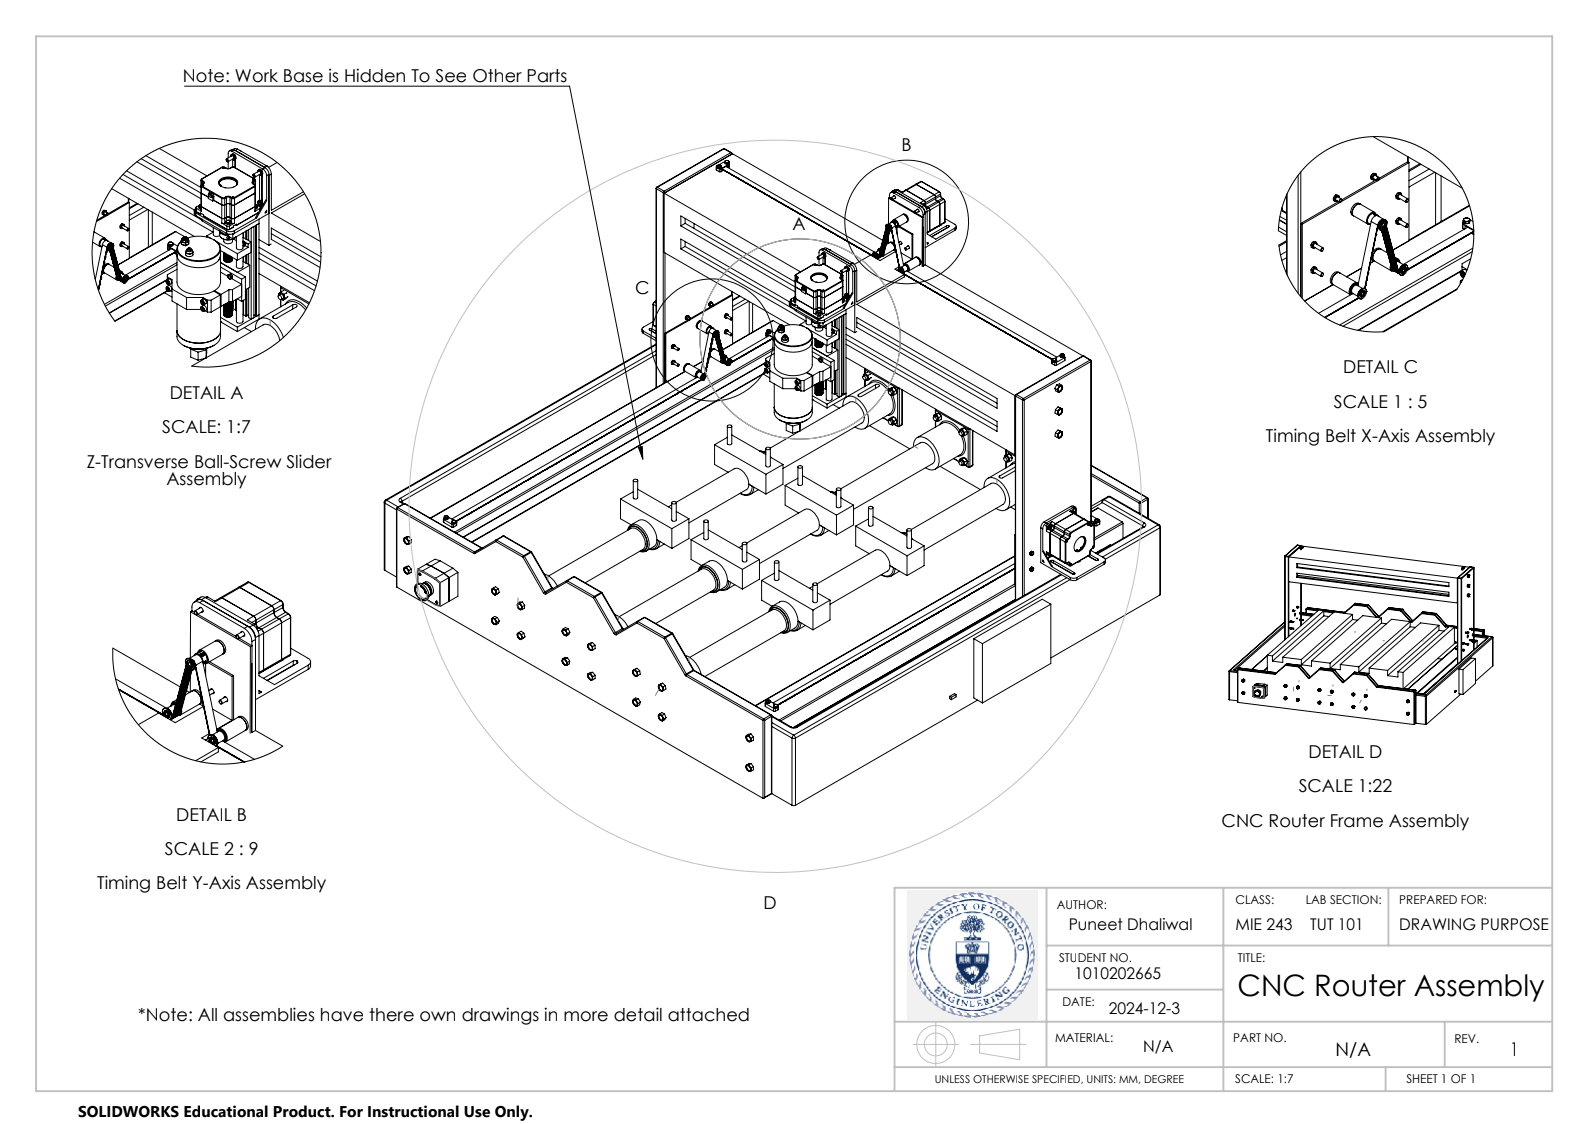 Note: Work Base is Hidden To See Other Parts
B
A
C
DETAIL A
SCALE: 1:7
Z-Transverse Ball-Screw Slider
Assembly
DETAIL C
SCALE 1 : 5
Timing Belt X-Axis Assembly
DETAIL B
SCALE 2 : 9
Timing Belt Y-Axis Assembly
DETAIL D
SCALE 1:22
CNC Router Frame Assembly
D
*Note: All assemblies have there own drawings in more detail attached
UNIVERSITY OF TORONTO
ENGINEERING
AUTHOR:
Puneet Dhaliwal
CLASS: LAB SECTION: PREPARED FOR:
MIE 243 TUT 101 DRAWING PURPOSE
STUDENT NO.
1010202665
TITLE:
CNC Router Assembly
DATE: 2024-12-3
MATERIAL: N/A
PART NO. N/A
REV. 1
UNLESS OTHERWISE SPECIFIED, UNITS: MM, DEGREE
SCALE: 1:7
SHEET 1 OF 1
SOLIDWORKS Educational Product. For Instructional Use Only.